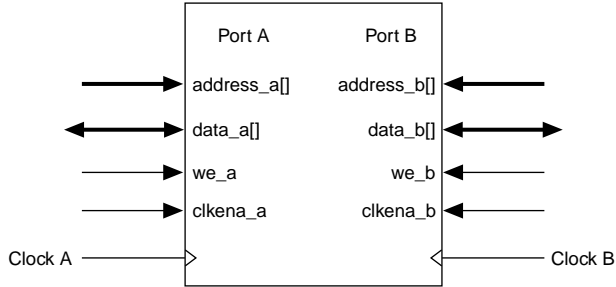 Port A Port B
address_a[] address_b[]
data_a[] data_b[]
we_a we_b
clkena_a clkena_b
Clock A Clock B